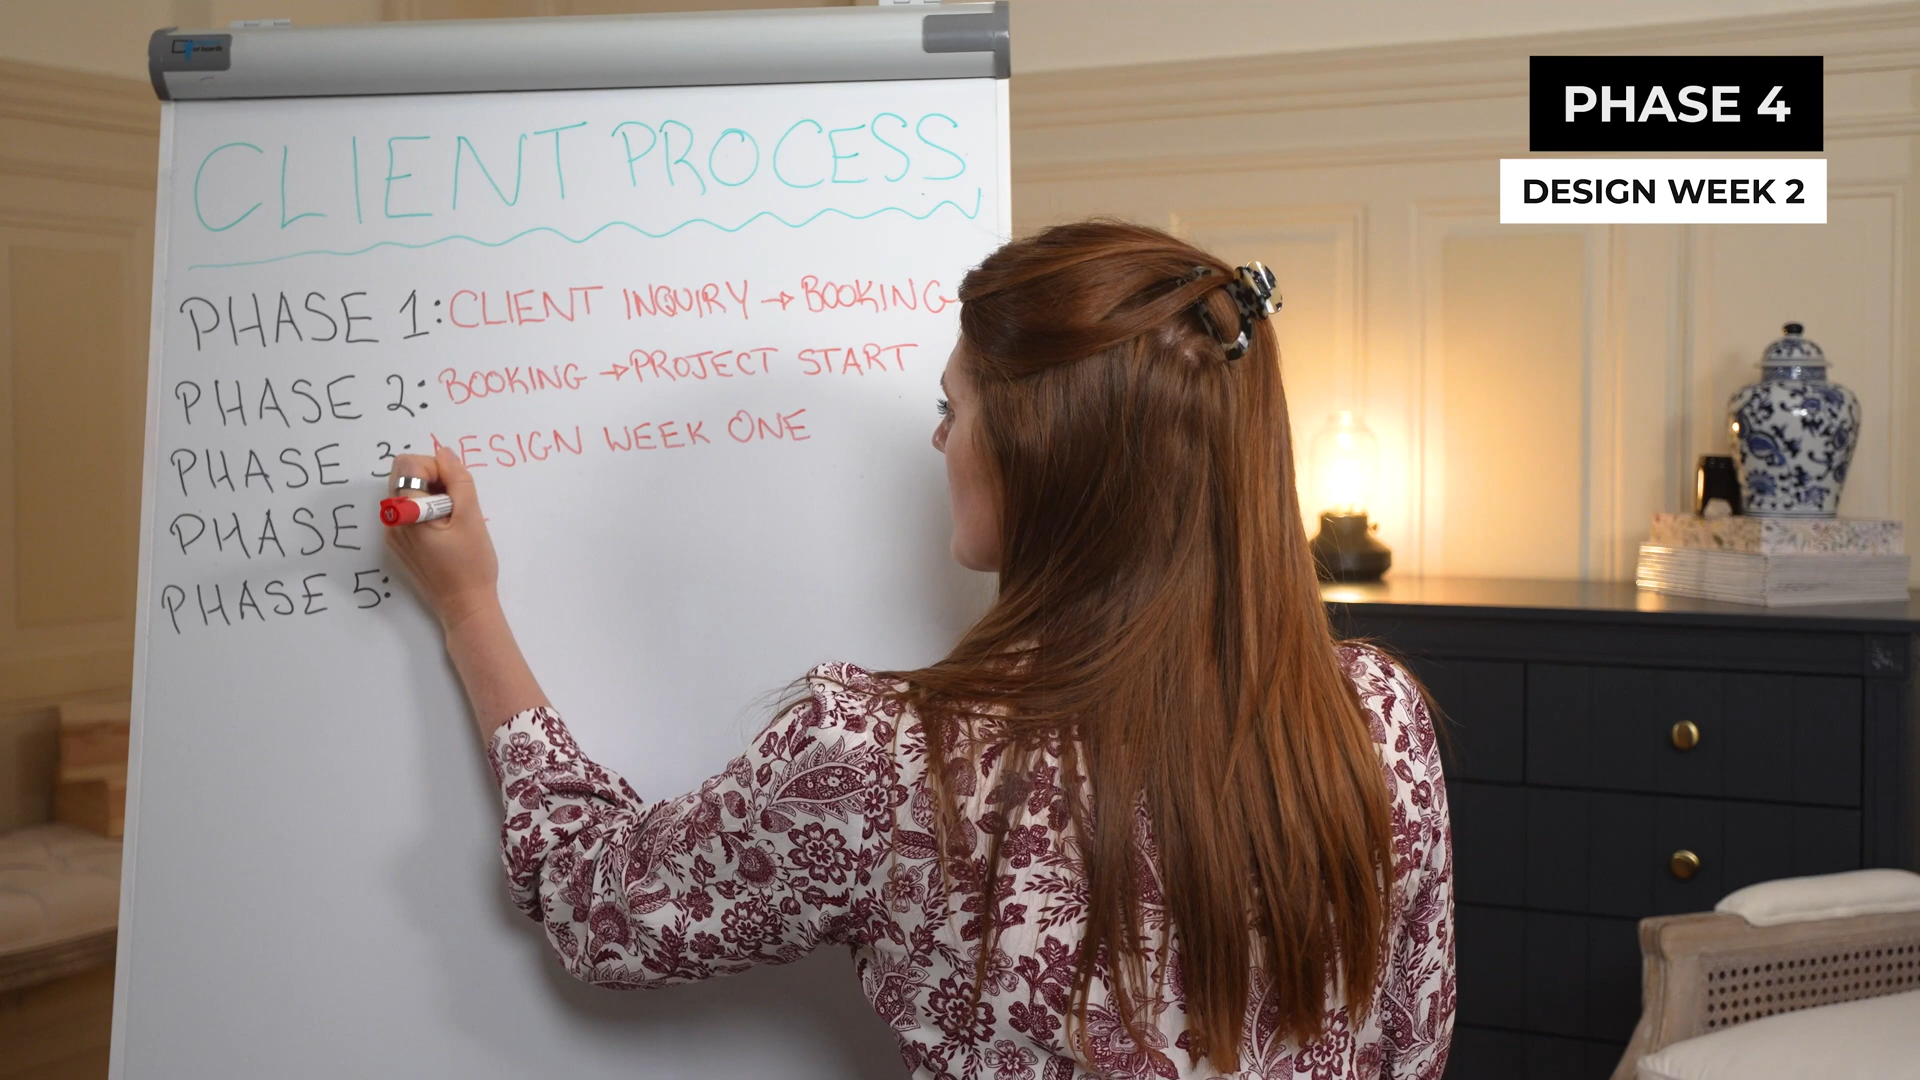 CLIENT PROCESS
PHASE 1: CLIENT INQUIRY → BOOKING
PHASE 2: BOOKING → PROJECT START
PHASE 3: DESIGN WEEK ONE
PHASE
PHASE 5:
PHASE 4
DESIGN WEEK 2